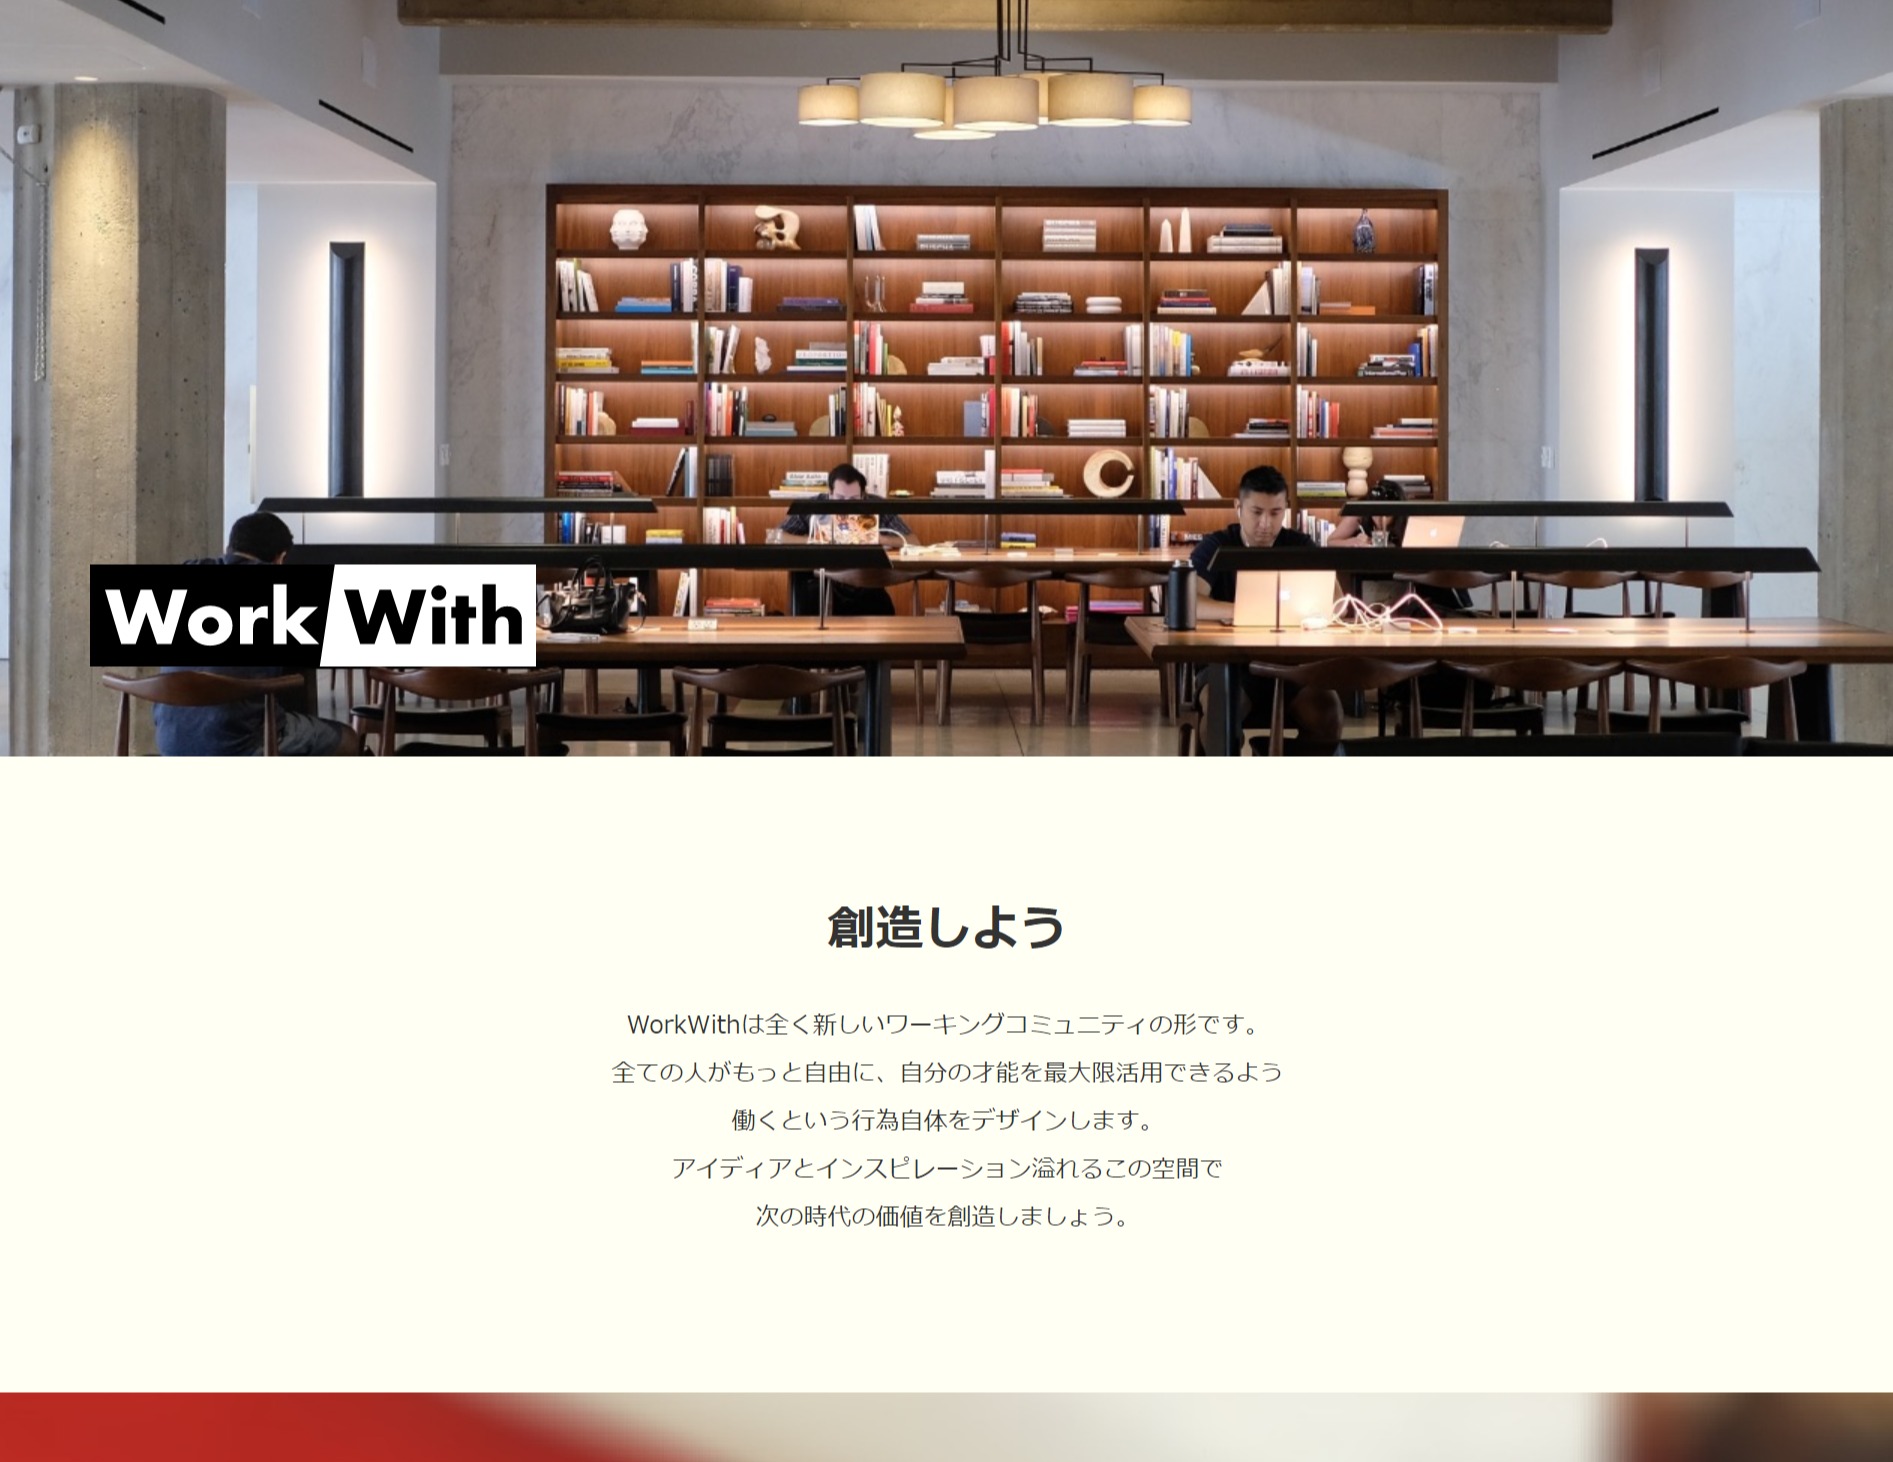 WorkWith
創造しよう
WorkWithは全く新しいワーキングコミュニティの形です。
全ての人がもっと自由に、自分の才能を最大限活用できるよう
働くという行為自体をデザインします。
アイディアとインスピレーション溢れるこの空間で
次の時代の価値を創造しましょう。